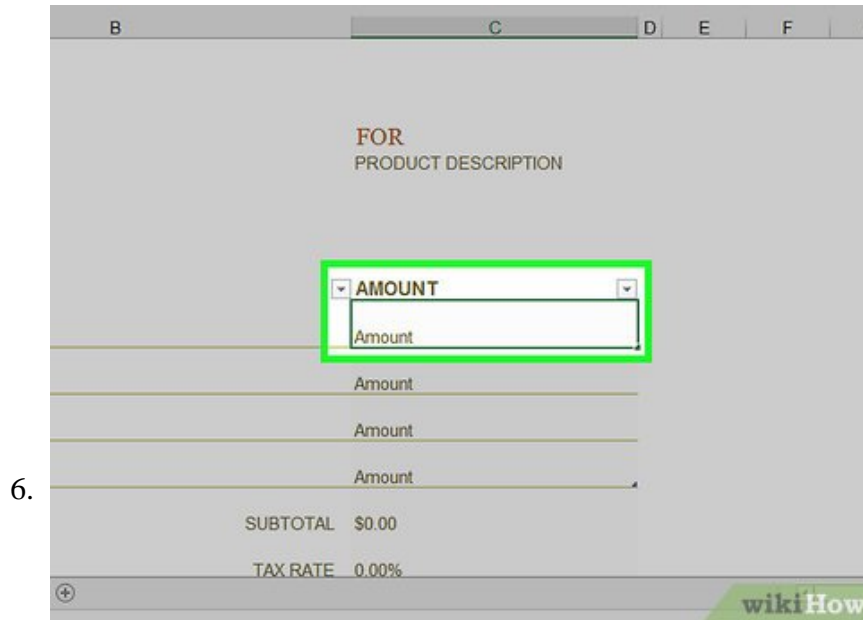 B C D E F
FOR
PRODUCT DESCRIPTION
AMOUNT
Amount
Amount
Amount
6.
Amount
SUBTOTAL $0.00
TAX RATE 0.00%
wikiHow